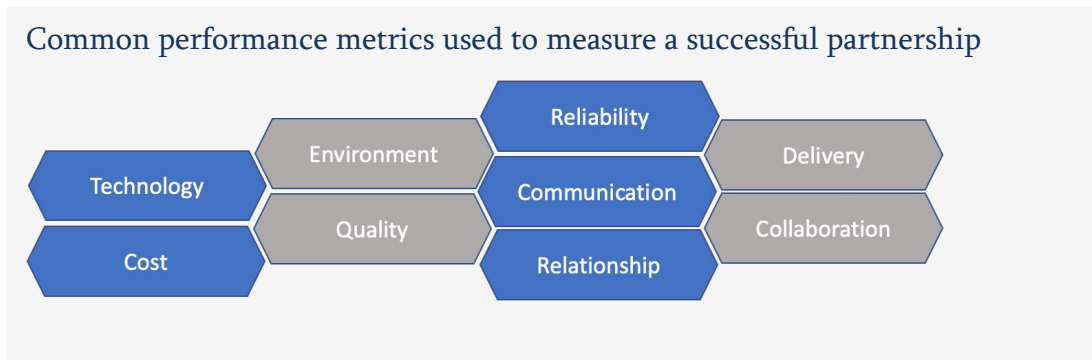 Common performance metrics used to measure a successful partnership
Technology
Cost
Environment
Quality
Reliability
Communication
Relationship
Delivery
Collaboration